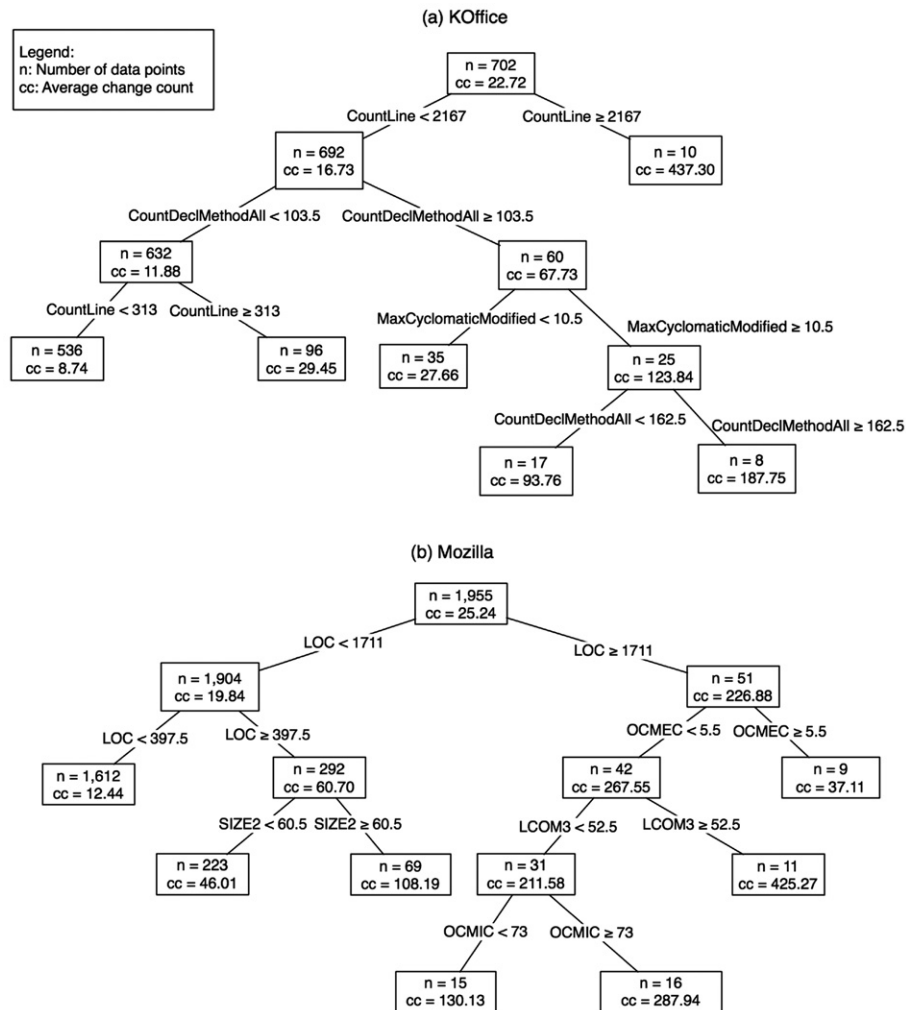 (a) KOffice
Legend:
n: Number of data points
cc: Average change count
n = 702
cc = 22.72
CountLine < 2167
CountLine ≥ 2167
n = 692
cc = 16.73
n = 10
cc = 437.30
CountDeclMethodAll < 103.5
CountDeclMethodAll ≥ 103.5
n = 632
cc = 11.88
n = 60
cc = 67.73
CountLine < 313
CountLine ≥ 313
MaxCyclomaticModified < 10.5
MaxCyclomaticModified ≥ 10.5
n = 536
cc = 8.74
n = 96
cc = 29.45
n = 35
cc = 27.66
n = 25
cc = 123.84
CountDeclMethodAll < 162.5
CountDeclMethodAll ≥ 162.5
n = 17
cc = 93.76
n = 8
cc = 187.75
(b) Mozilla
n = 1,955
cc = 25.24
LOC < 1711
LOC ≥ 1711
n = 1,904
cc = 19.84
n = 51
cc = 226.88
LOC < 397.5
LOC ≥ 397.5
OCMEC < 5.5
OCMEC ≥ 5.5
n = 1,612
cc = 12.44
n = 292
cc = 60.70
n = 42
cc = 267.55
n = 9
cc = 37.11
SIZE2 < 60.5
SIZE2 ≥ 60.5
LCOM3 < 52.5
LCOM3 ≥ 52.5
n = 223
cc = 46.01
n = 69
cc = 108.19
n = 31
cc = 211.58
n = 11
cc = 425.27
OCMIC < 73
OCMIC ≥ 73
n = 15
cc = 130.13
n = 16
cc = 287.94